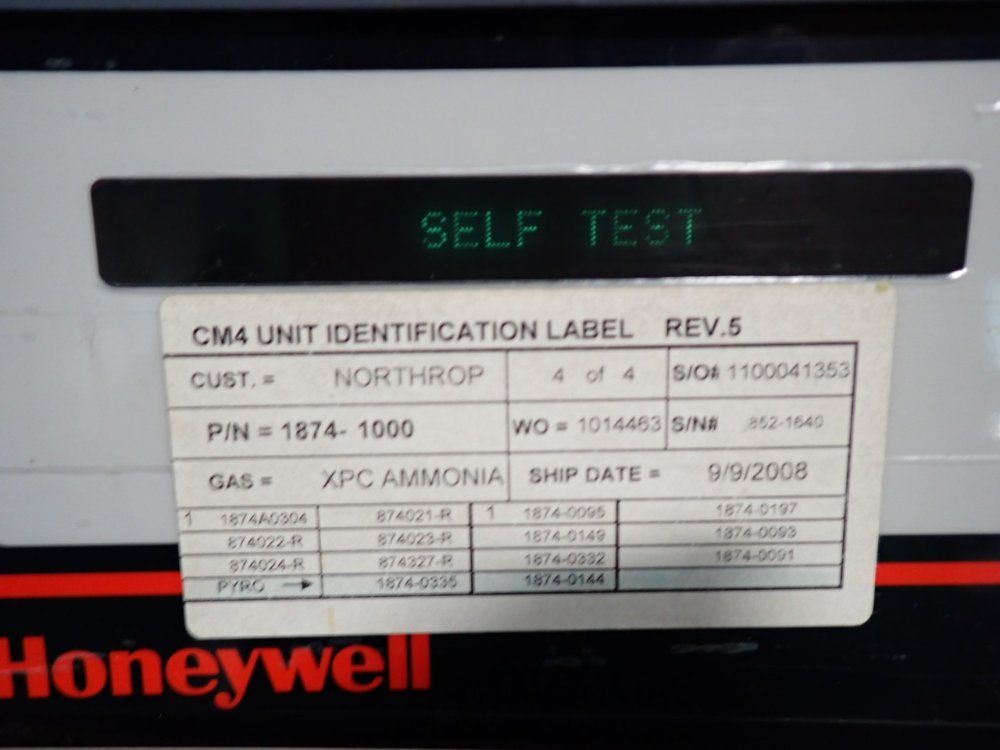 SELF TEST
CM4 UNIT IDENTIFICATION LABEL REV.5
CUST. = NORTHROP 4 of 4 S/O# 1100041353
P/N = 1874- 1000 WO = 1014463 S/N# 852-1640
GAS = XPC AMMONIA SHIP DATE = 9/9/2008
1 1874A0304 874021-R 1 1874-0095 1874-0197
874022-R 874023-R 1874-0149 1874-0093
874024-R 874327-R 1874-0332 1874-0091
PYRO → 1874-0335 1874-0144
Honeywell